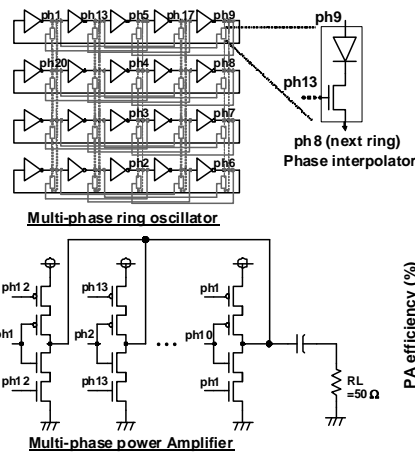 ph1 ph13 ph5 ph17 ph9
ph9
ph20 ph4 ph8
ph13
ph3 ph7
ph8 (next ring)
Phase interpolator
ph2 ph6
Multi-phase ring oscillator
ph12 ph13 ph1
ph1 ph2 ph10
ph12 ph13 ph1
RL
=50Ω
PA efficiency (%)
Multi-phase power Amplifier